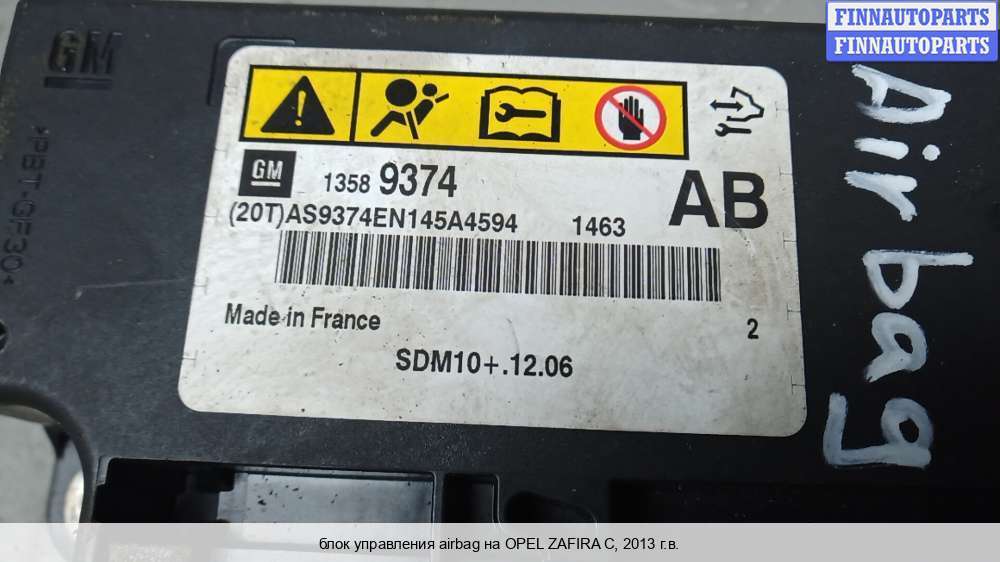 FINNAUTOPARTS
FINNAUTOPARTS
GM
>PBT-GF30<
GM 1358 9374 AB
(20T)AS9374EN145A4594 1463
Made in France 2
SDM10+.12.06
Airbag
блок управления airbag на OPEL ZAFIRA C, 2013 г.в.